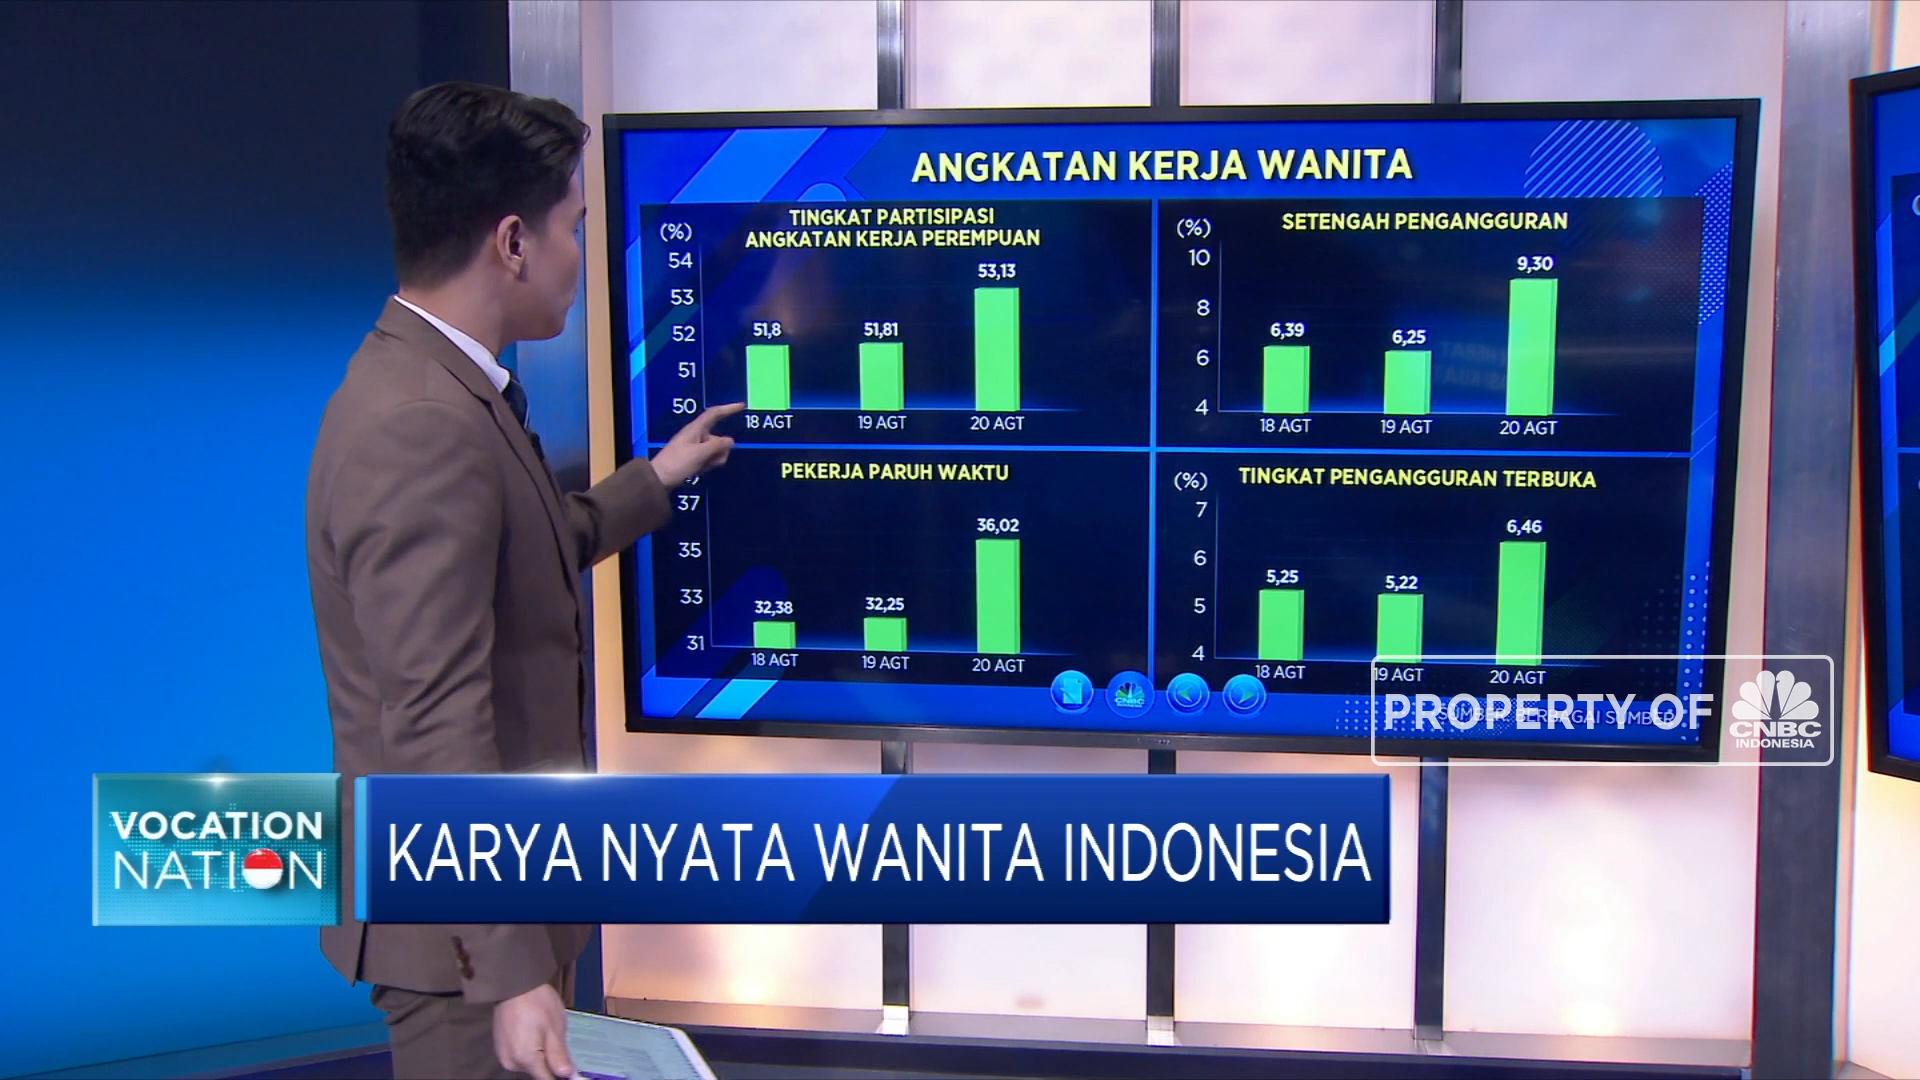 ANGKATAN KERJA WANITA
TINGKAT PARTISIPASI
ANGKATAN KERJA PEREMPUAN
(%)
54
53
52
51
50
51,8
51,81
53,13
18 AGT
19 AGT
20 AGT
SETENGAH PENGANGGURAN
(%)
10
8
6
4
6,39
6,25
9,30
18 AGT
19 AGT
20 AGT
PEKERJA PARUH WAKTU
37
35
33
31
32,38
32,25
36,02
18 AGT
19 AGT
20 AGT
TINGKAT PENGANGGURAN TERBUKA
(%)
7
6
5
4
5,25
5,22
6,46
18 AGT
19 AGT
20 AGT
CNBC
SUMBER: BERBAGAI SUMBER
PROPERTY OF
CNBC
INDONESIA
VOCATION
NATION
KARYA NYATA WANITA INDONESIA